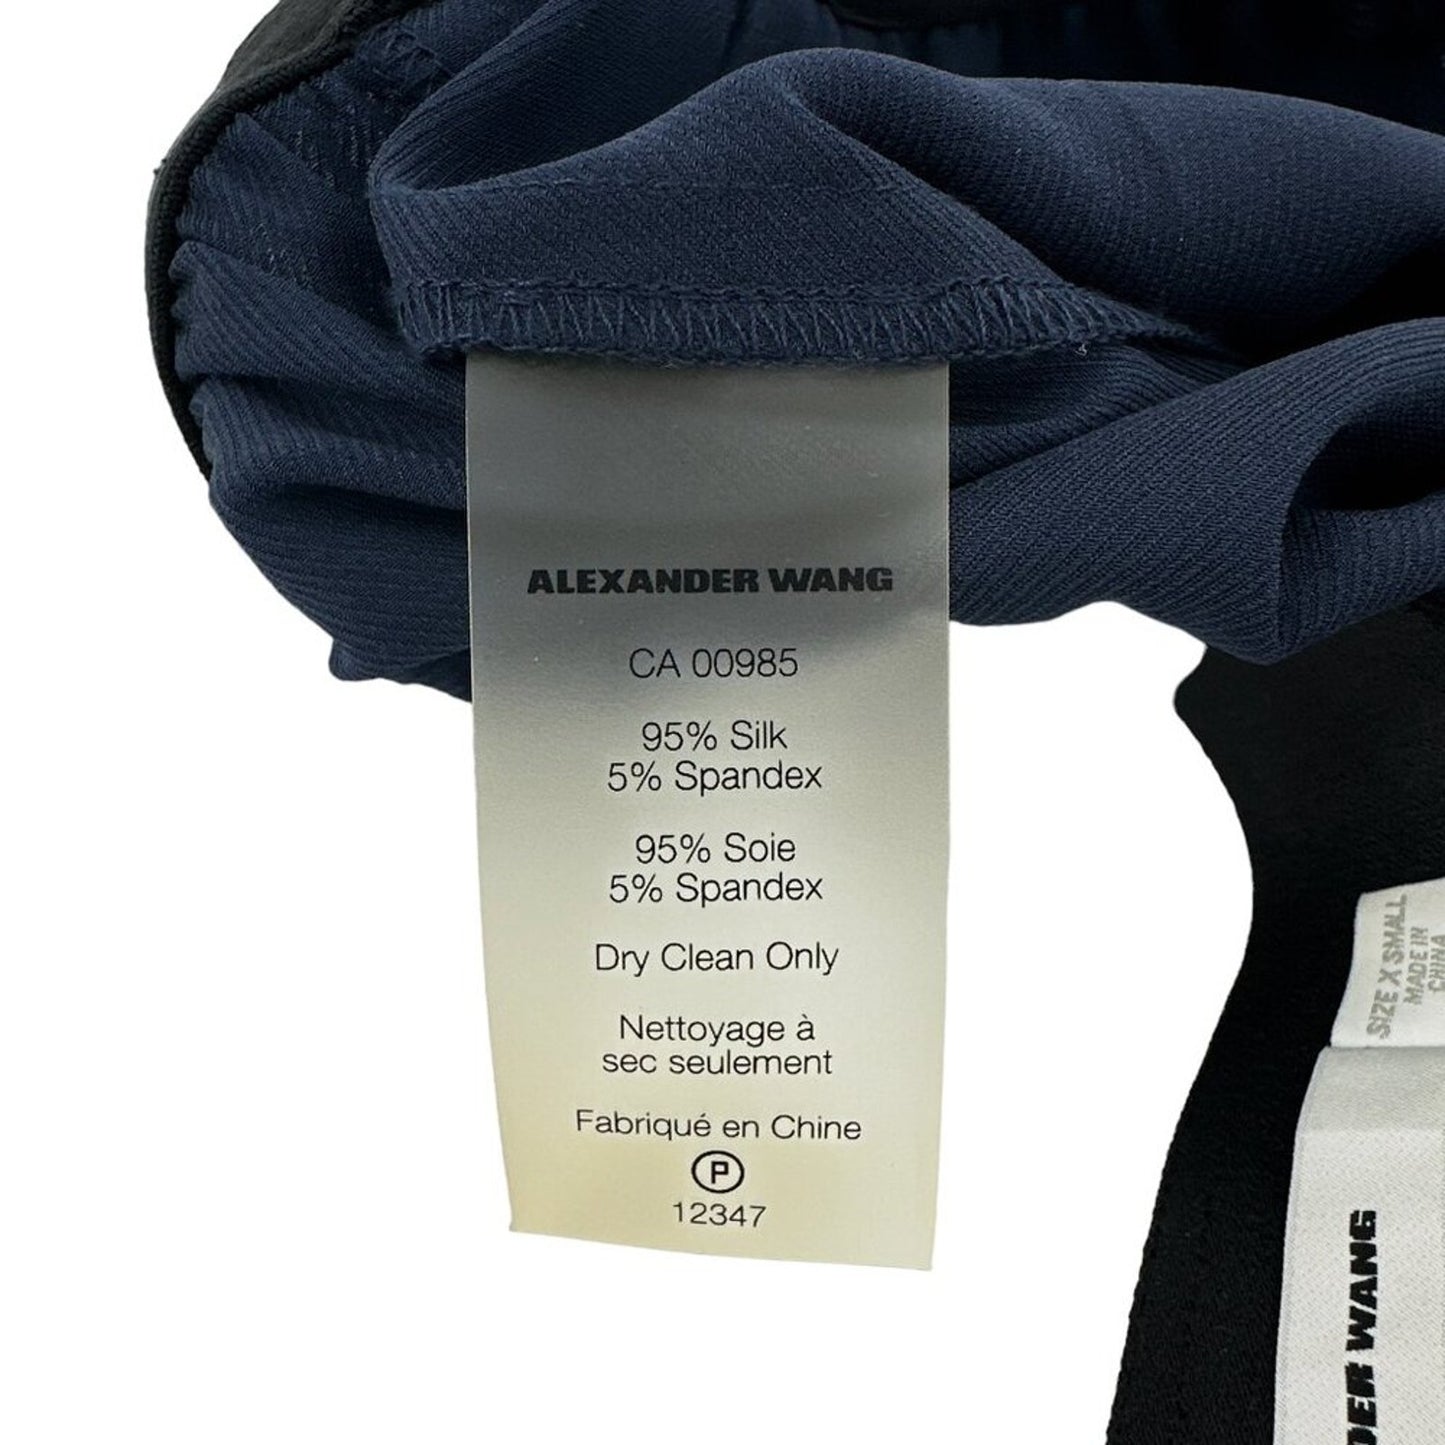 ALEXANDER WANG
CA 00985
95% Silk
5% Spandex
95% Soie
5% Spandex
Dry Clean Only
Nettoyage à
sec seulement
Fabriqué en Chine
P
12347
SIZE X SMALL
MADE IN
CHINA
DER WANG